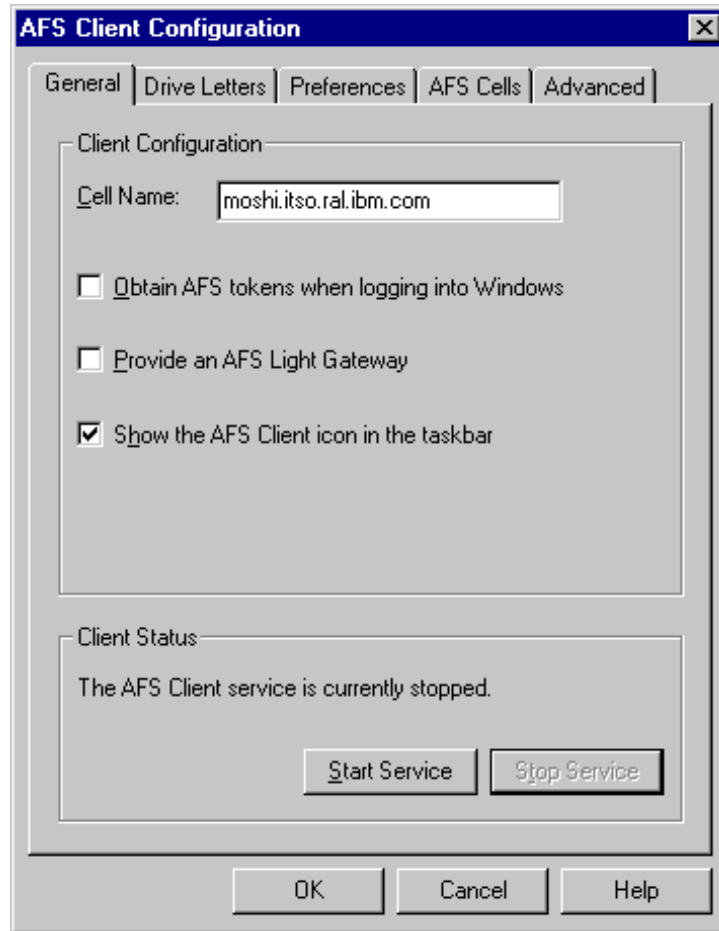 AFS Client Configuration
General Drive Letters Preferences AFS Cells Advanced
Client Configuration
Cell Name: moshi.itso.ral.ibm.com
Obtain AFS tokens when logging into Windows
Provide an AFS Light Gateway
Show the AFS Client icon in the taskbar
Client Status
The AFS Client service is currently stopped.
Start Service Stop Service
OK Cancel Help